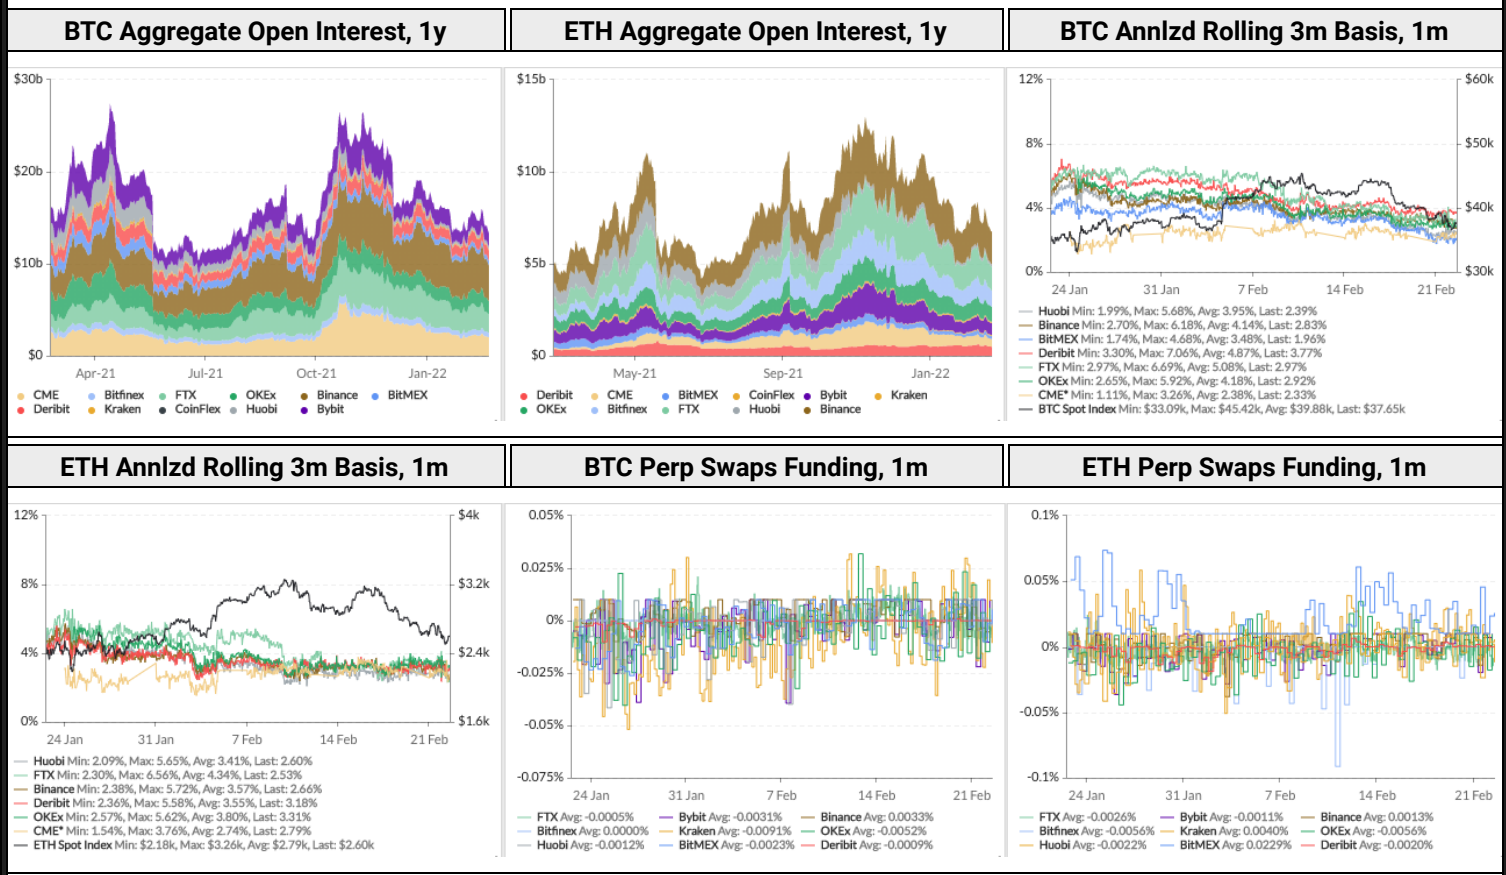 BTC Aggregate Open Interest, 1y
ETH Aggregate Open Interest, 1y
BTC Annlzd Rolling 3m Basis, 1m
$30b
$20b
$10b
$0
Apr-21 Jul-21 Oct-21 Jan-22
CME Bitfinex FTX OKEx Binance BitMEX
Deribit Kraken CoinFlex Huobi Bybit
$15b
$10b
$5b
$0
May-21 Sep-21 Jan-22
Deribit CME BitMEX CoinFlex Bybit Kraken
OKEx Bitfinex FTX Huobi Binance
12% $60k
8% $50k
4% $40k
0% $30k
24 Jan 31 Jan 7 Feb 14 Feb 21 Feb
Huobi Min: 1.99%, Max: 5.68%, Avg: 3.95%, Last: 2.39%
Binance Min: 2.70%, Max: 6.18%, Avg: 4.14%, Last: 2.83%
BitMEX Min: 1.74%, Max: 4.68%, Avg: 3.48%, Last: 1.96%
Deribit Min: 3.30%, Max: 7.06%, Avg: 4.87%, Last: 3.77%
FTX Min: 2.97%, Max: 6.69%, Avg: 5.08%, Last: 2.97%
OKEx Min: 2.65%, Max: 5.92%, Avg: 4.18%, Last: 2.92%
CME* Min: 1.11%, Max: 3.26%, Avg: 2.38%, Last: 2.33%
BTC Spot Index Min: $33.09k, Max: $45.42k, Avg: $39.88k, Last: $37.65k
ETH Annlzd Rolling 3m Basis, 1m
BTC Perp Swaps Funding, 1m
ETH Perp Swaps Funding, 1m
12% $4k
8% $3.2k
4% $2.4k
0% $1.6k
24 Jan 31 Jan 7 Feb 14 Feb 21 Feb
Huobi Min: 2.09%, Max: 5.65%, Avg: 3.41%, Last: 2.60%
FTX Min: 2.30%, Max: 6.56%, Avg: 4.34%, Last: 2.53%
Binance Min: 2.38%, Max: 5.72%, Avg: 3.57%, Last: 2.66%
Deribit Min: 2.36%, Max: 5.58%, Avg: 3.55%, Last: 3.18%
OKEx Min: 2.57%, Max: 5.62%, Avg: 3.80%, Last: 3.31%
CME* Min: 1.54%, Max: 3.76%, Avg: 2.74%, Last: 2.79%
ETH Spot Index Min: $2.18k, Max: $3.26k, Avg: $2.79k, Last: $2.60k
0.05%
0.025%
0%
-0.025%
-0.05%
-0.075%
24 Jan 31 Jan 7 Feb 14 Feb 21 Feb
FTX Avg: -0.0005% Bybit Avg: -0.0031% Binance Avg: 0.0033%
Bitfinex Avg: 0.0000% Kraken Avg: -0.0091% OKEx Avg: -0.0052%
Huobi Avg: -0.0012% BitMEX Avg: -0.0023% Deribit Avg: -0.0009%
0.1%
0.05%
0%
-0.05%
-0.1%
24 Jan 31 Jan 7 Feb 14 Feb 21 Feb
FTX Avg: -0.0026% Bybit Avg: -0.0011% Binance Avg: 0.0013%
Bitfinex Avg: -0.0056% Kraken Avg: 0.0040% OKEx Avg: -0.0056%
Huobi Avg: -0.0022% BitMEX Avg: 0.0229% Deribit Avg: -0.0020%